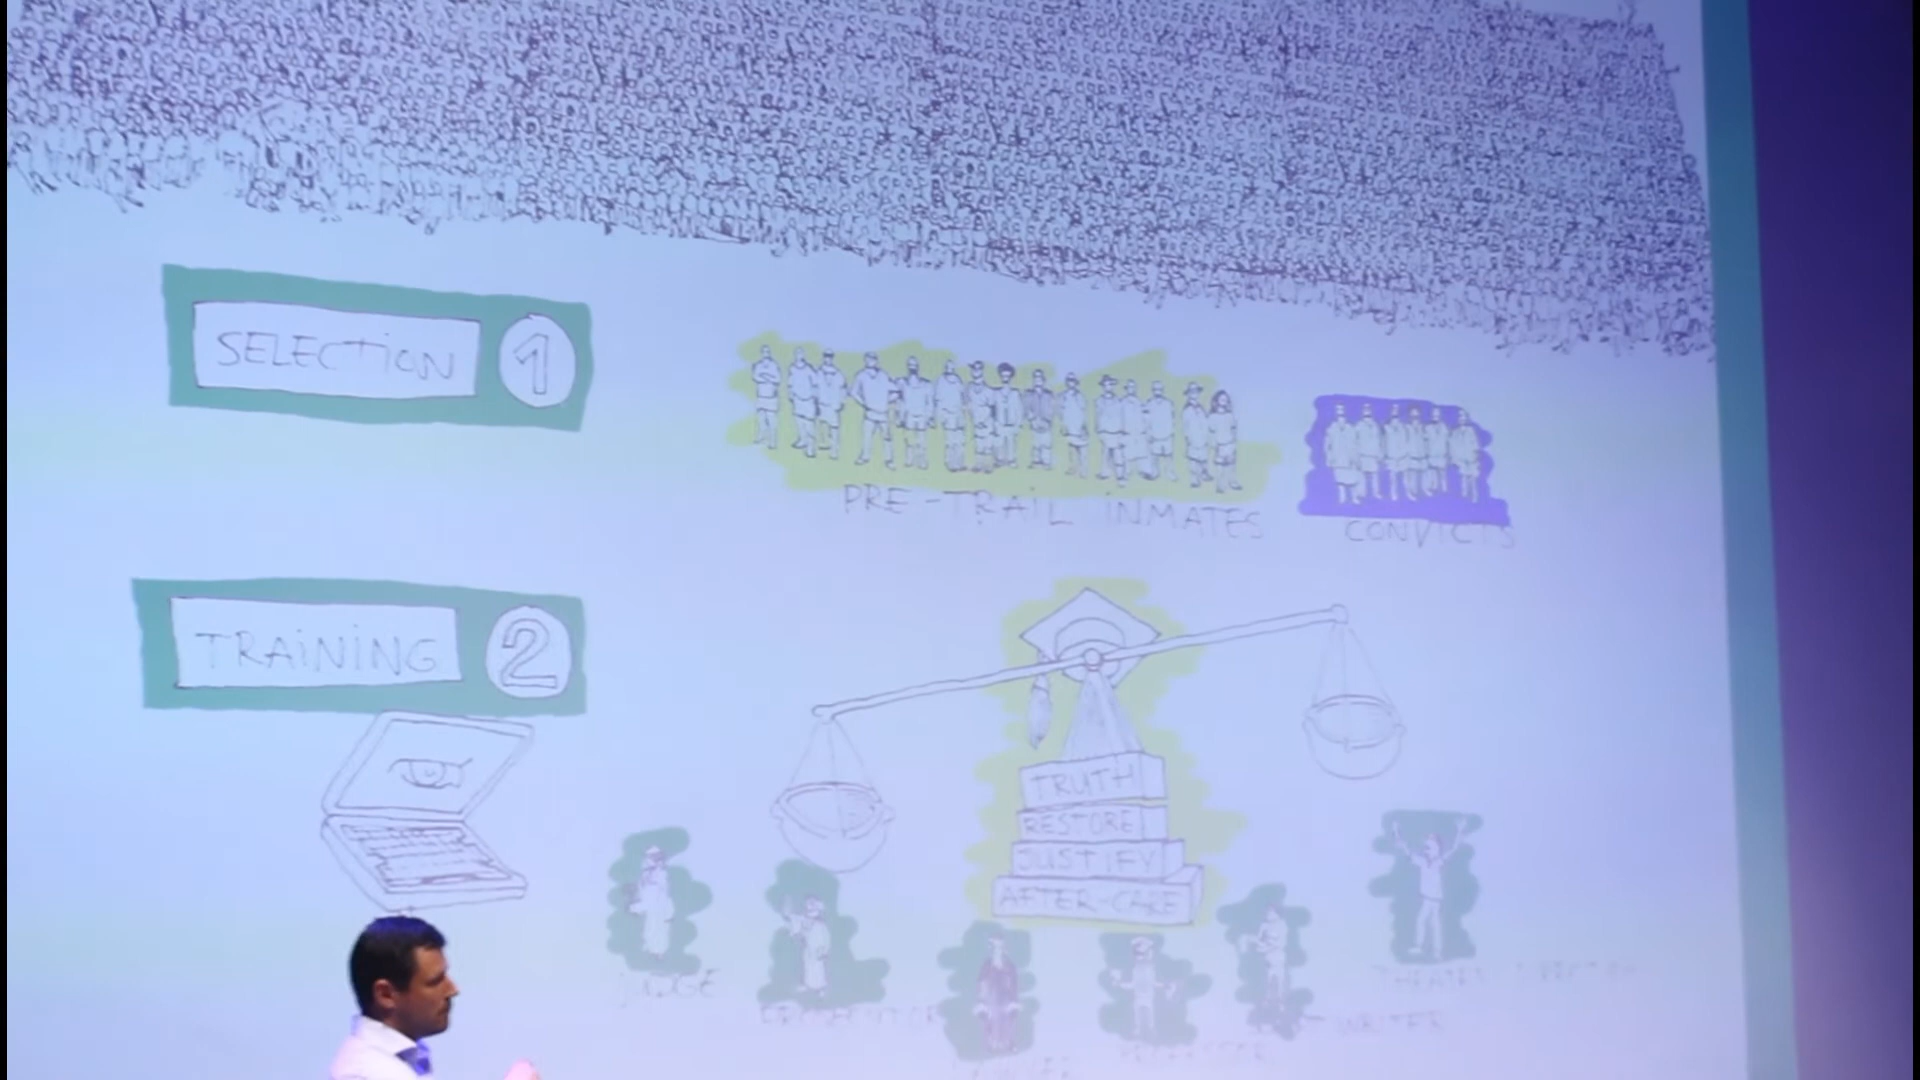 SELECTiON 1
PRE-TRAiL iNMATES
CONVICTS
TRAiNiNG 2
TRUTH
RESTORE
JUSTIFY
AFTER-CARE
JUDGE
WRITER